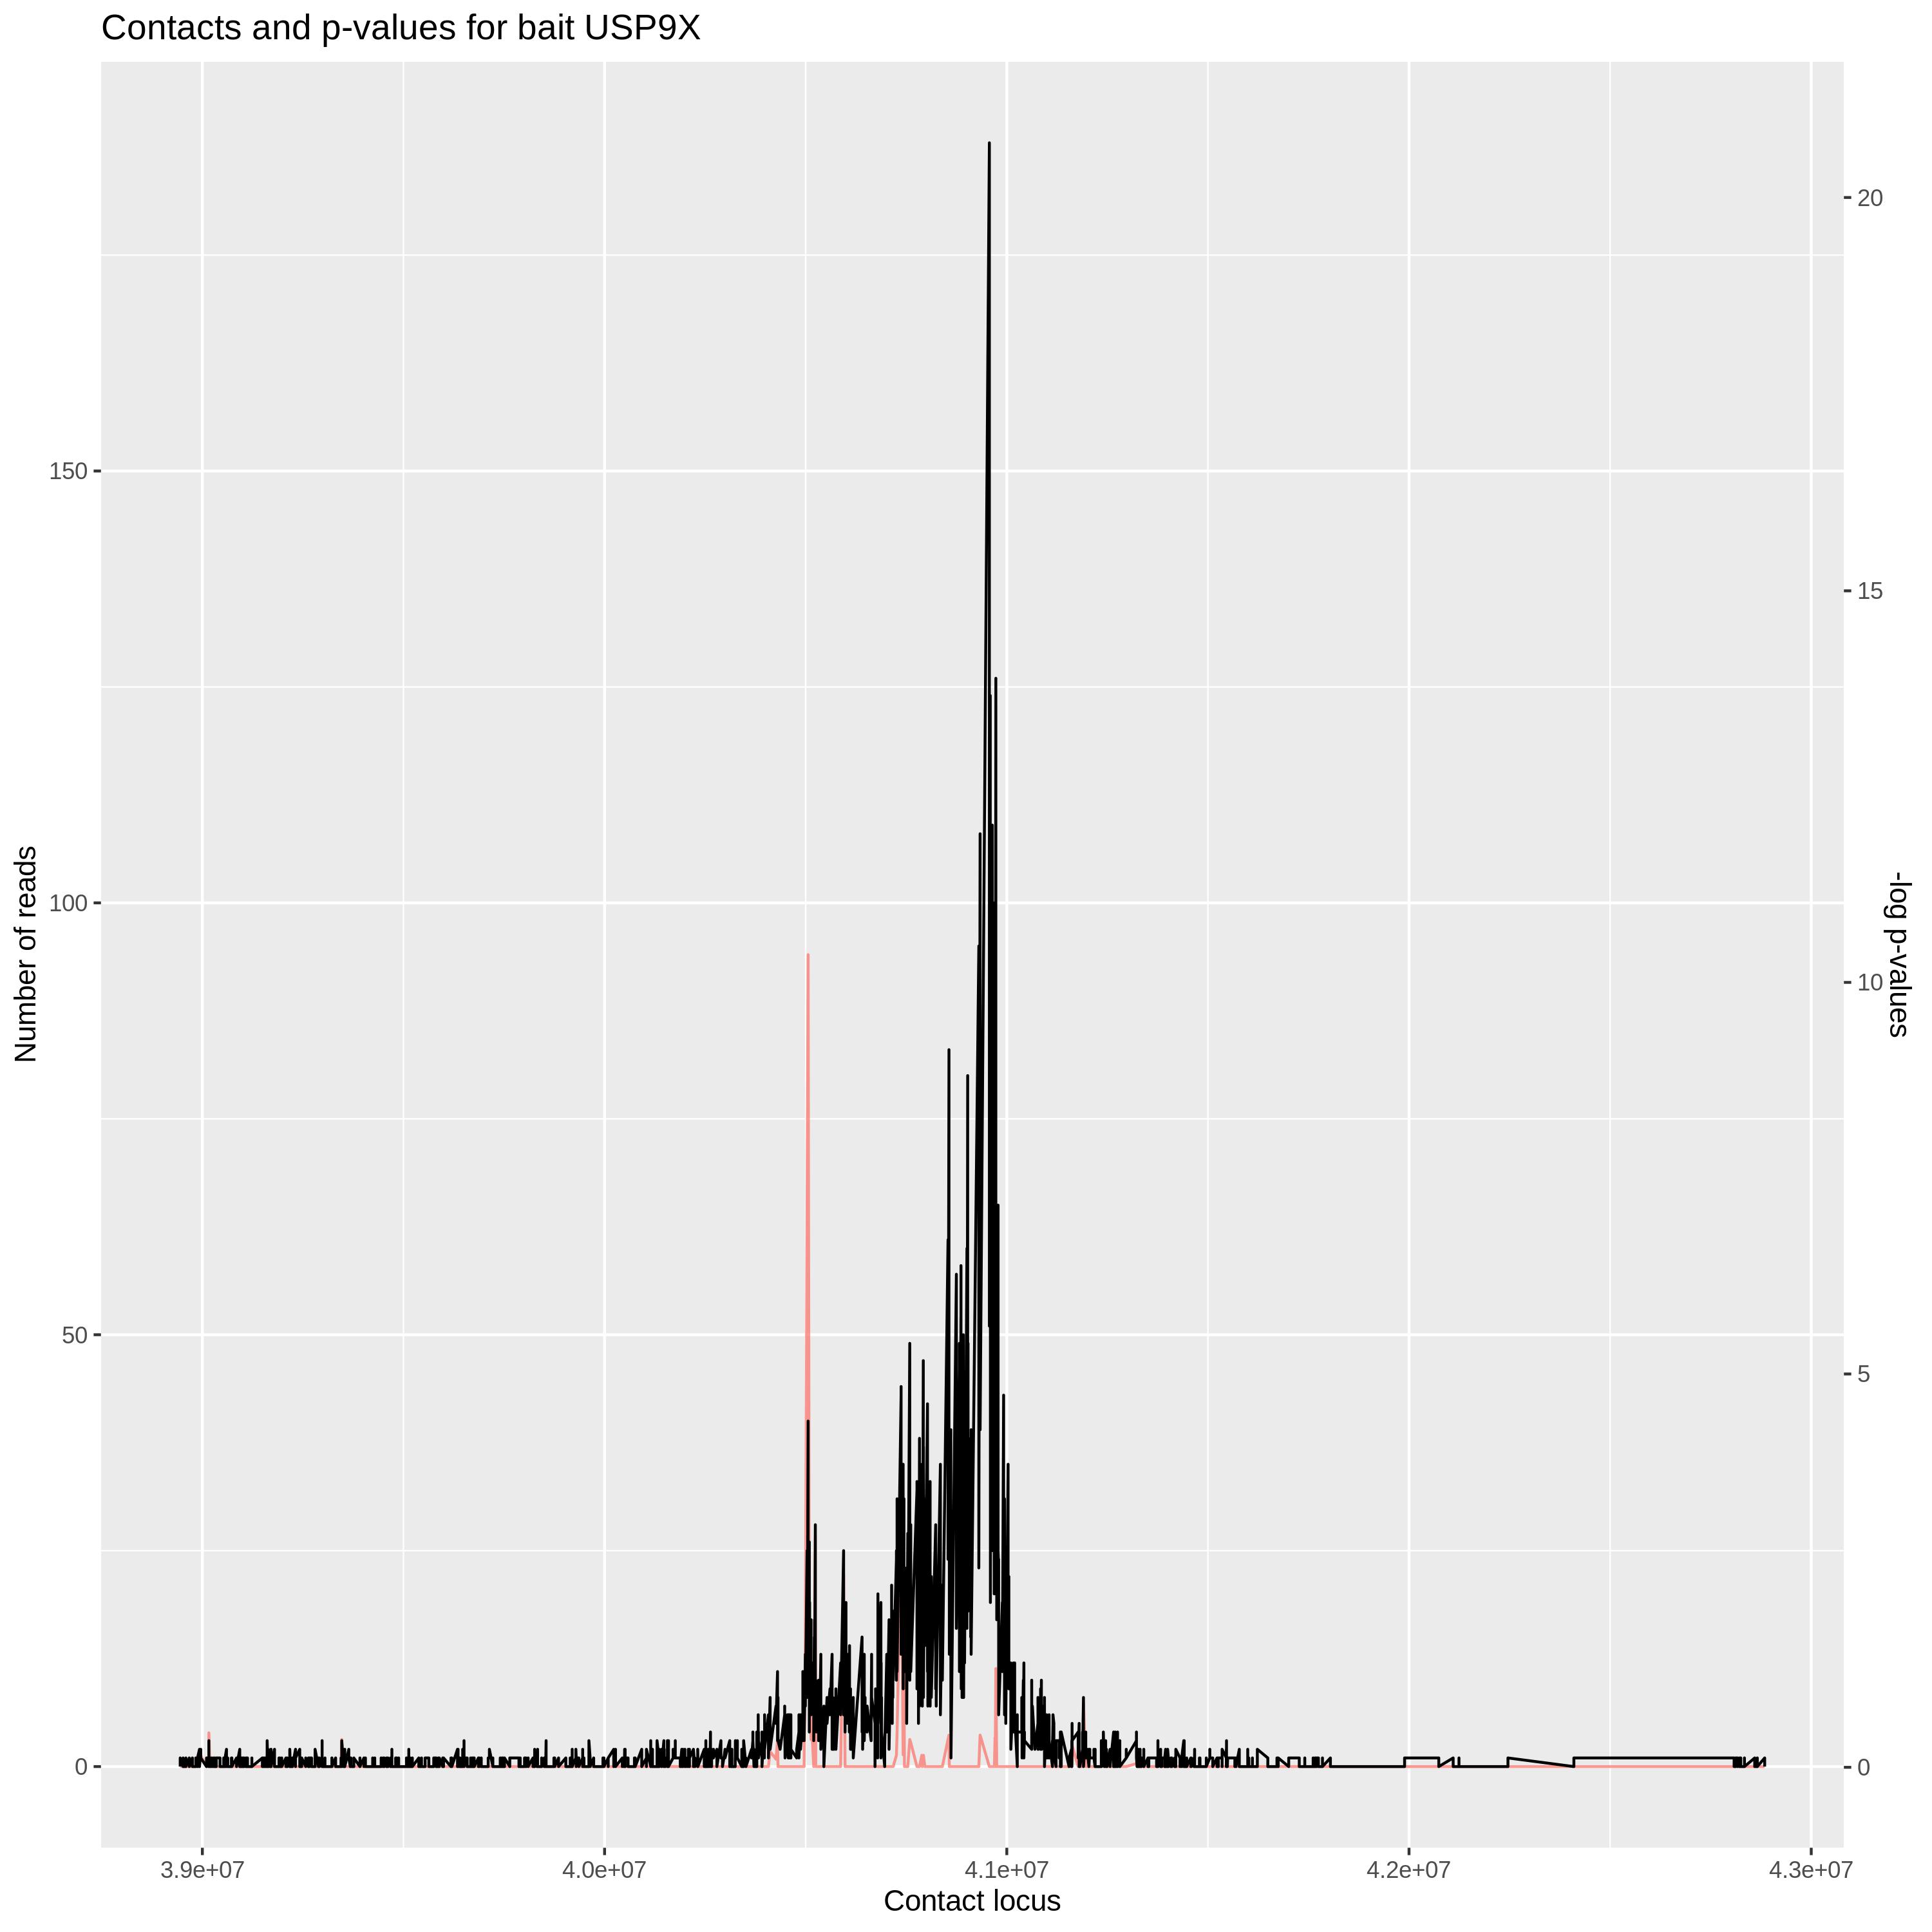 Contacts and p-values for bait USP9X
Number of reads
150
100
50
0
20
15
10
5
0
-log p-values
3.9e+07
4.0e+07
4.1e+07
4.2e+07
4.3e+07
Contact locus